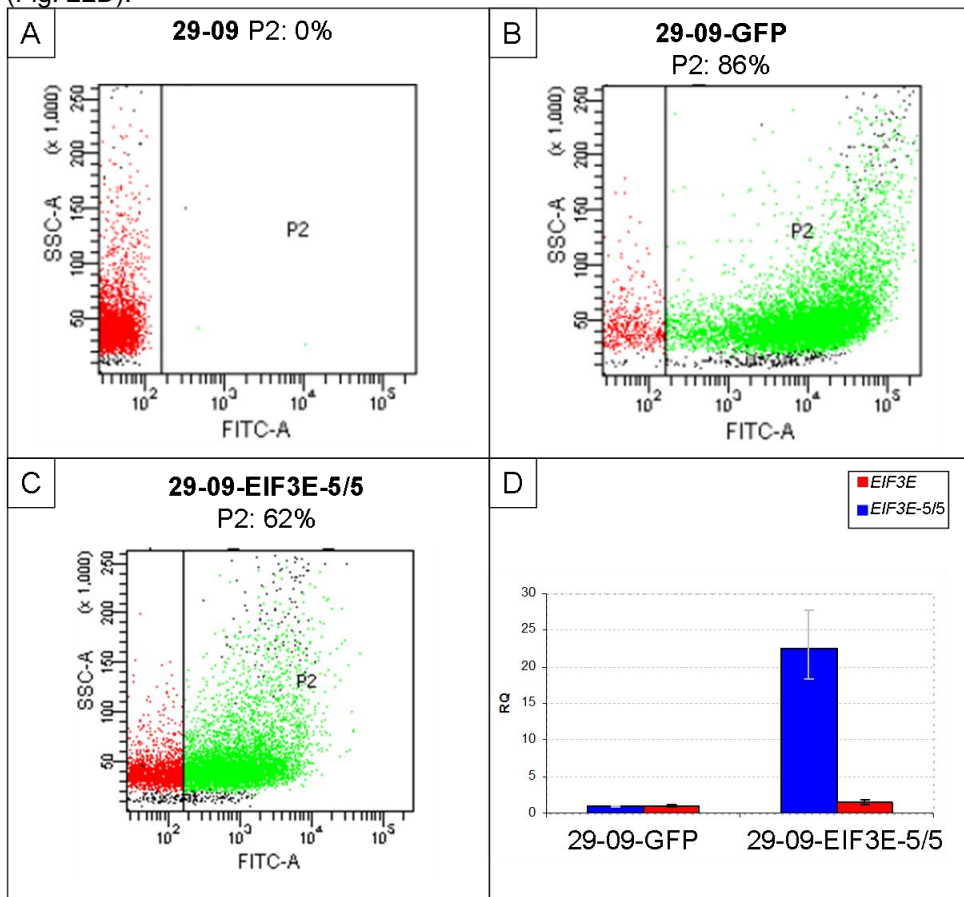 (Fig. 22D).
A
29-09 P2: 0%
(x 1,000)
SSC-A
250
200
150
100
50
P2
10² 10³ 10⁴ 10⁵
FITC-A
B
29-09-GFP
P2: 86%
(x 1,000)
SSC-A
250
200
150
100
50
P2
10² 10³ 10⁴ 10⁵
FITC-A
C
29-09-EIF3E-5/5
P2: 62%
(x 1,000)
SSC-A
250
200
150
100
50
P2
10² 10³ 10⁴ 10⁵
FITC-A
D
EIF3E
EIF3E-5/5
RQ
30
25
20
15
10
5
0
29-09-GFP 29-09-EIF3E-5/5